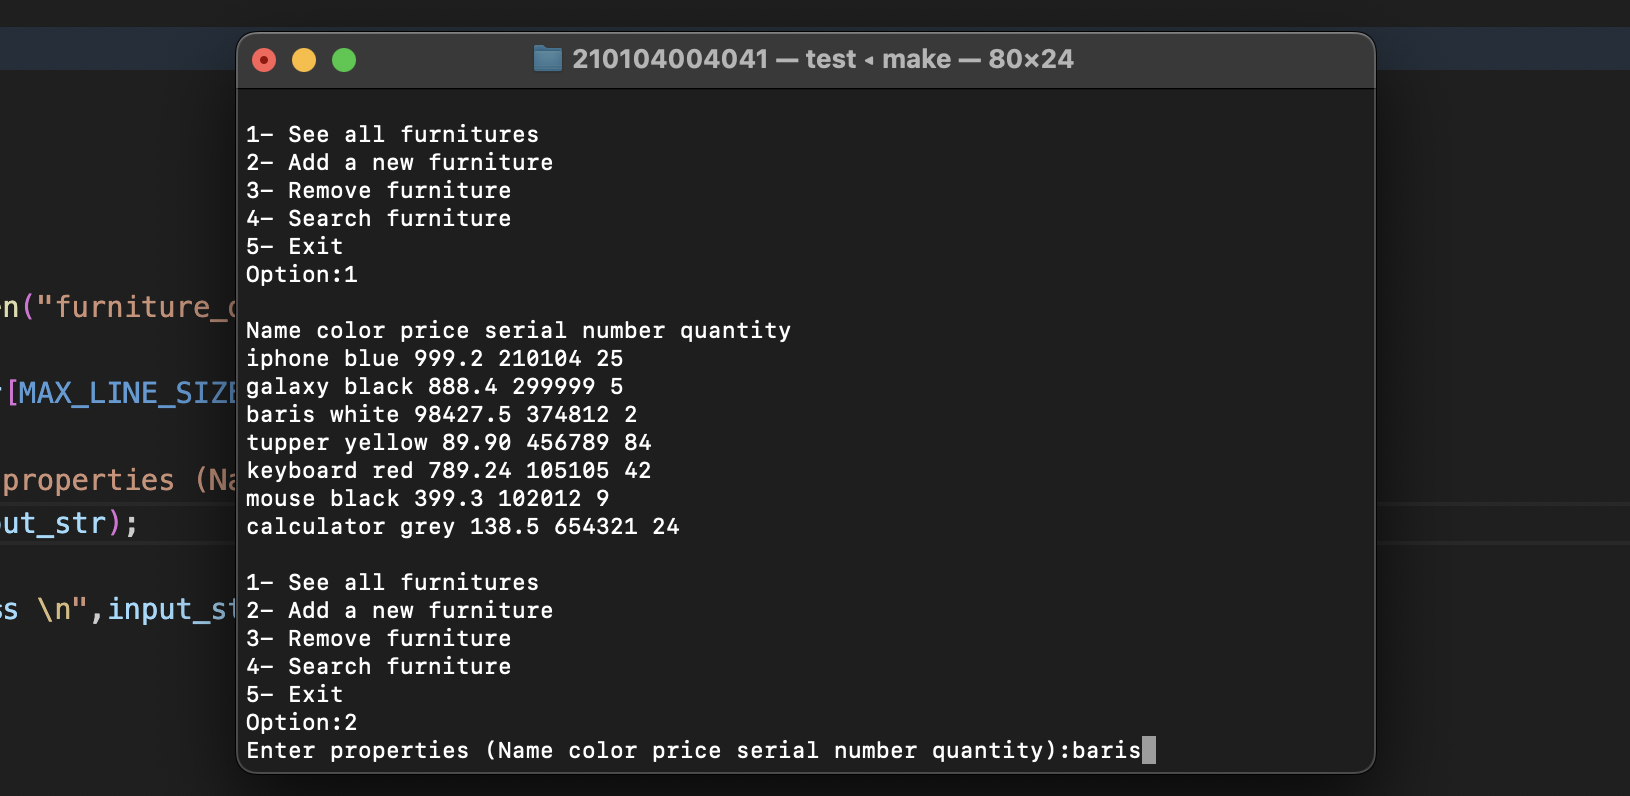 210104004041 — test ◂ make — 80×24
1- See all furnitures
2- Add a new furniture
3- Remove furniture
4- Search furniture
5- Exit
Option:1
n("furniture_
Name color price serial number quantity
iphone blue 999.2 210104 25
galaxy black 888.4 299999 5
[MAX_LINE_SIZE
baris white 98427.5 374812 2
tupper yellow 89.90 456789 84
keyboard red 789.24 105105 42
properties (Na
mouse black 399.3 102012 9
calculator grey 138.5 654321 24
ut_str);
1- See all furnitures
2- Add a new furniture
s \n",input_st
3- Remove furniture
4- Search furniture
5- Exit
Option:2
Enter properties (Name color price serial number quantity):baris